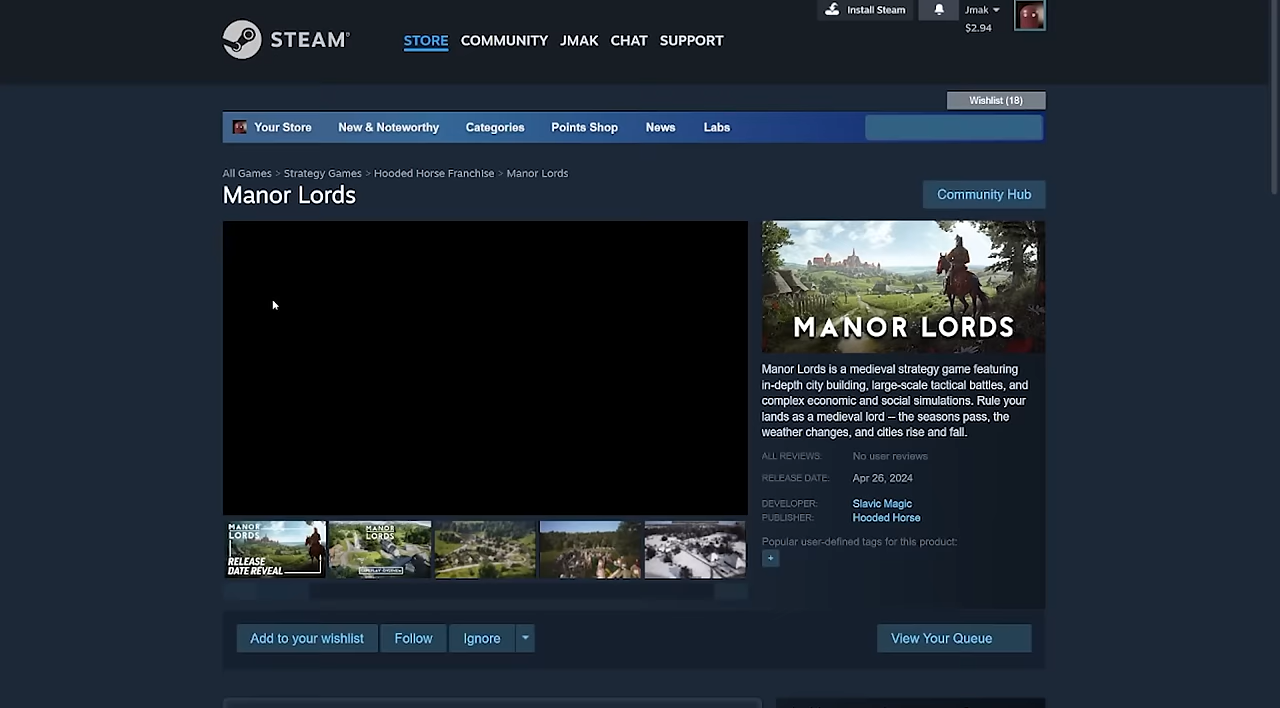 Install Steam
Jmak
$2.94
STEAM
STORE
COMMUNITY
JMAK
CHAT
SUPPORT
Wishlist (18)
Your Store
New & Noteworthy
Categories
Points Shop
News
Labs
All Games > Strategy Games > Hooded Horse Franchise > Manor Lords
Manor Lords
Community Hub
MANOR LORDS
Manor Lords is a medieval strategy game featuring
in-depth city building, large-scale tactical battles, and
complex economic and social simulations. Rule your
lands as a medieval lord – the seasons pass, the
weather changes, and cities rise and fall.
ALL REVIEWS: No user reviews
RELEASE DATE: Apr 26, 2024
DEVELOPER: Slavic Magic
PUBLISHER: Hooded Horse
Popular user-defined tags for this product:
+
MANOR
LORDS
RELEASE
DATE REVEAL
MANOR
LORDS
Add to your wishlist
Follow
Ignore
View Your Queue